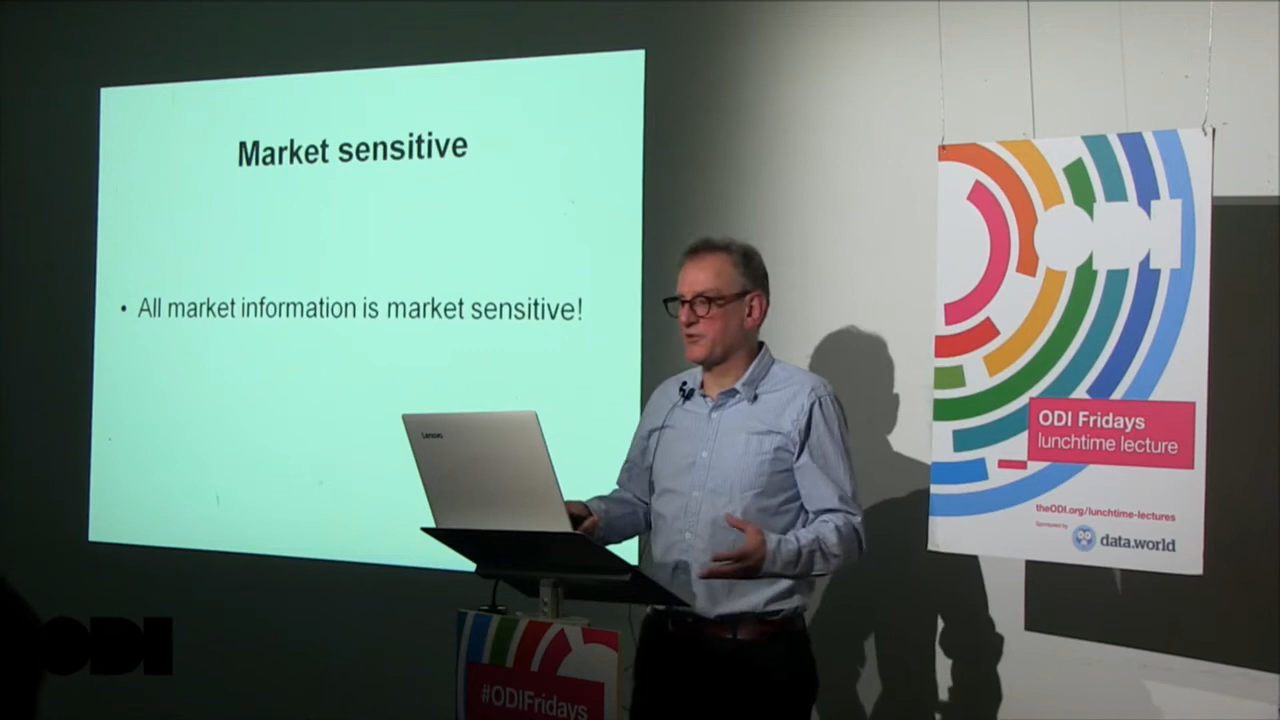 Market sensitive
• All market information is market sensitive!
Lenovo
ODI
#ODIFridays
ODI
ODI Fridays
lunchtime lecture
theODI.org/lunchtime-lectures
Sponsored by
data.world